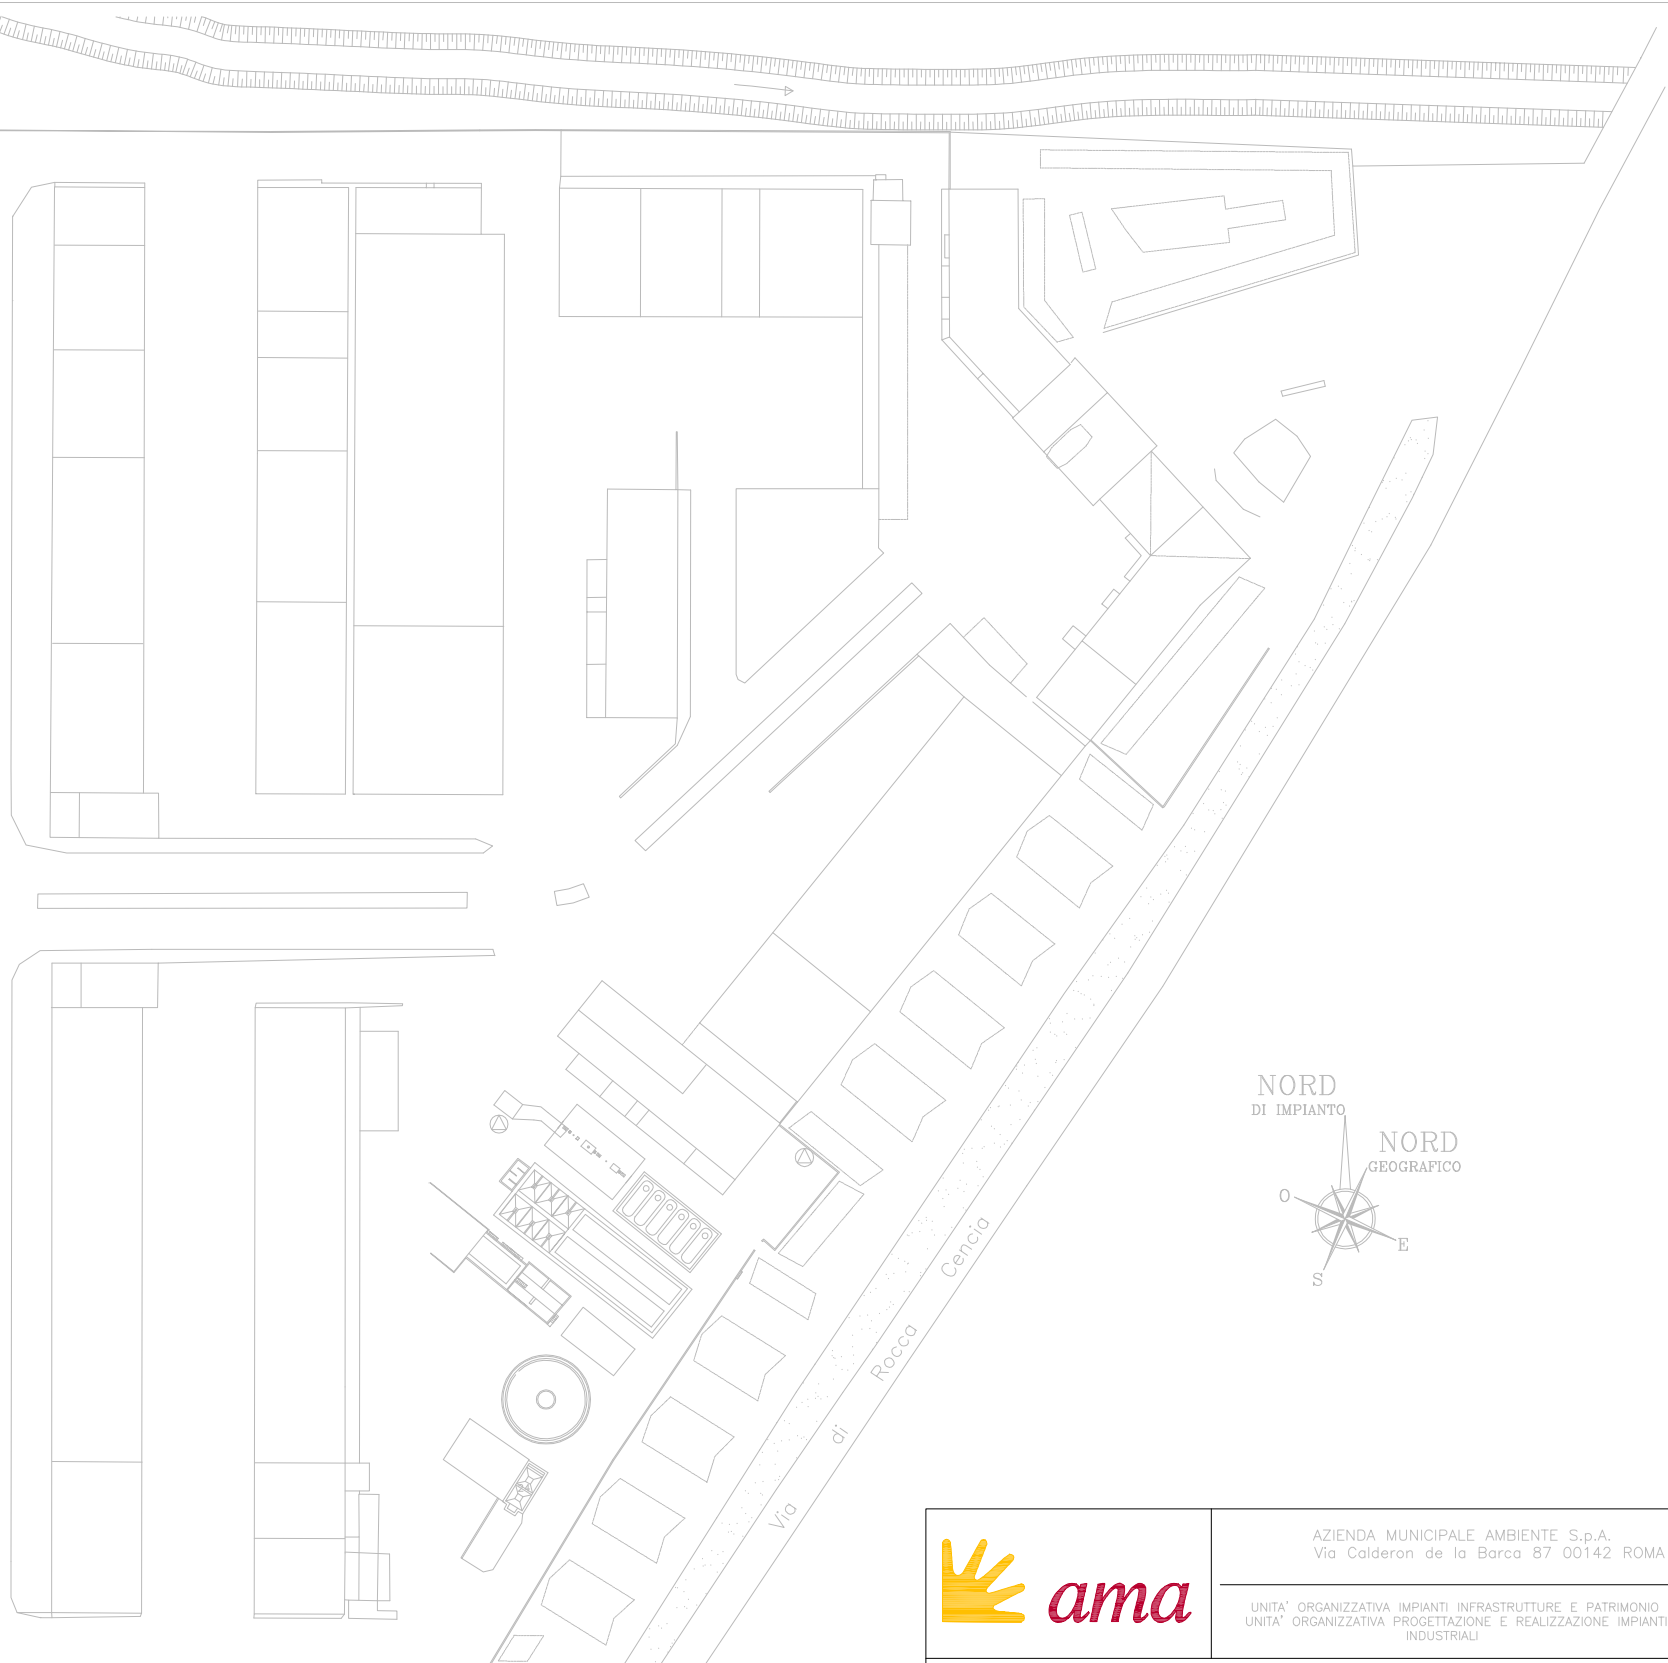 NORD
DI IMPIANTO
NORD
GEOGRAFICO
O
E
S
Via di Rocca Cencia
ama
AZIENDA MUNICIPALE AMBIENTE S.p.A.
Via Calderon de la Barca 87 00142 ROMA
UNITA' ORGANIZZATIVA IMPIANTI INFRASTRUTTURE E PATRIMONIO
UNITA' ORGANIZZATIVA PROGETTAZIONE E REALIZZAZIONE IMPIANTI
INDUSTRIALI